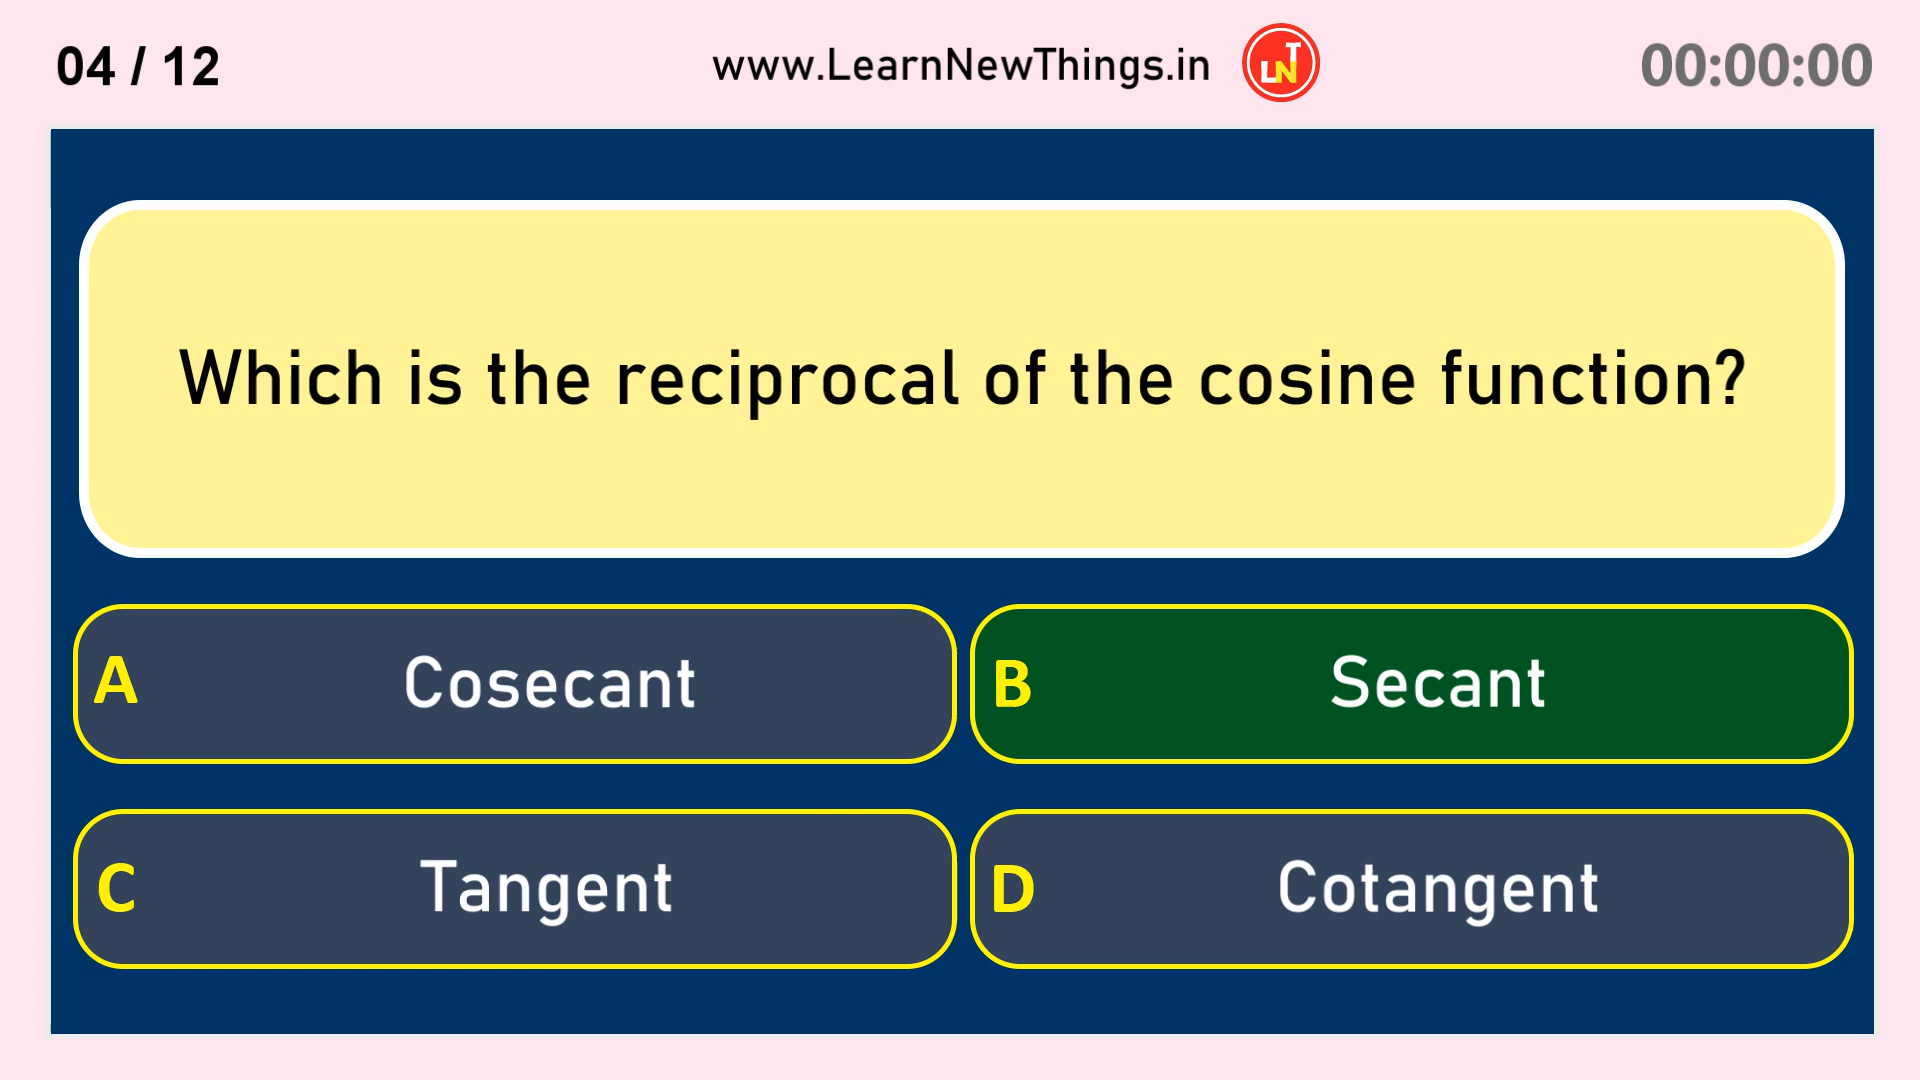 04 / 12
www.LearnNewThings.in
LNT
00:00:00
Which is the reciprocal of the cosine function?
A Cosecant
B Secant
C Tangent
D Cotangent